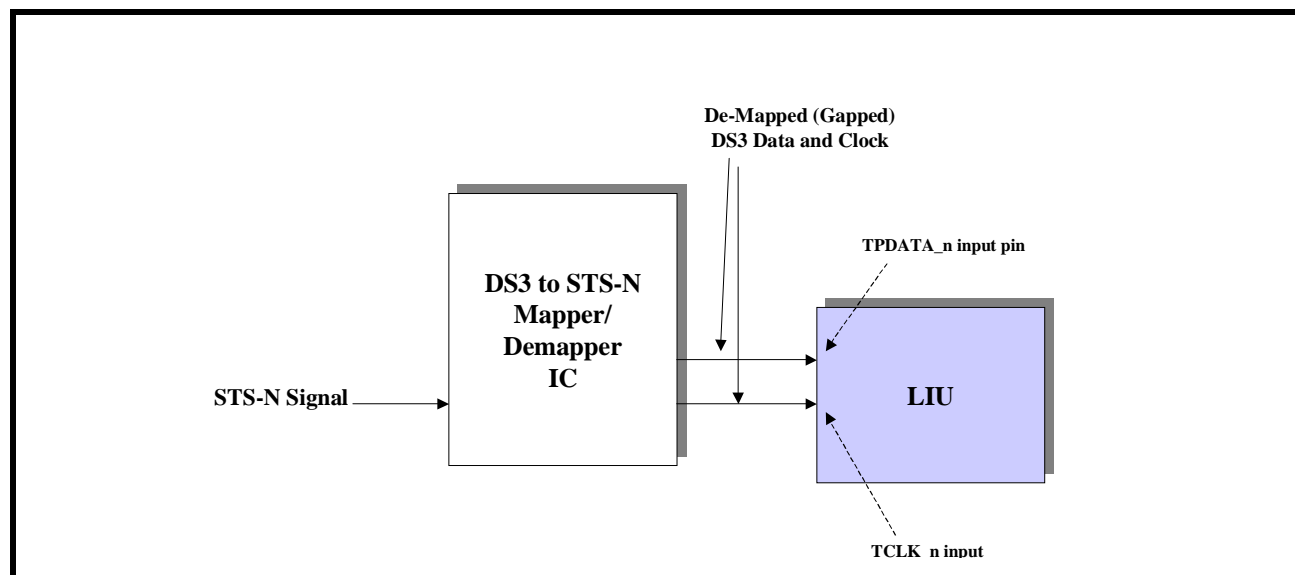 De-Mapped (Gapped)
DS3 Data and Clock
TPDATA_n input pin
DS3 to STS-N
Mapper/
Demapper
IC
STS-N Signal
LIU
TCLK_n input